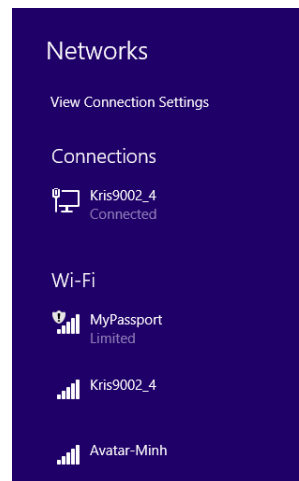 Networks
View Connection Settings
Connections
Kris9002_4
Connected
Wi-Fi
MyPassport
Limited
Kris9002_4
Avatar-Minh